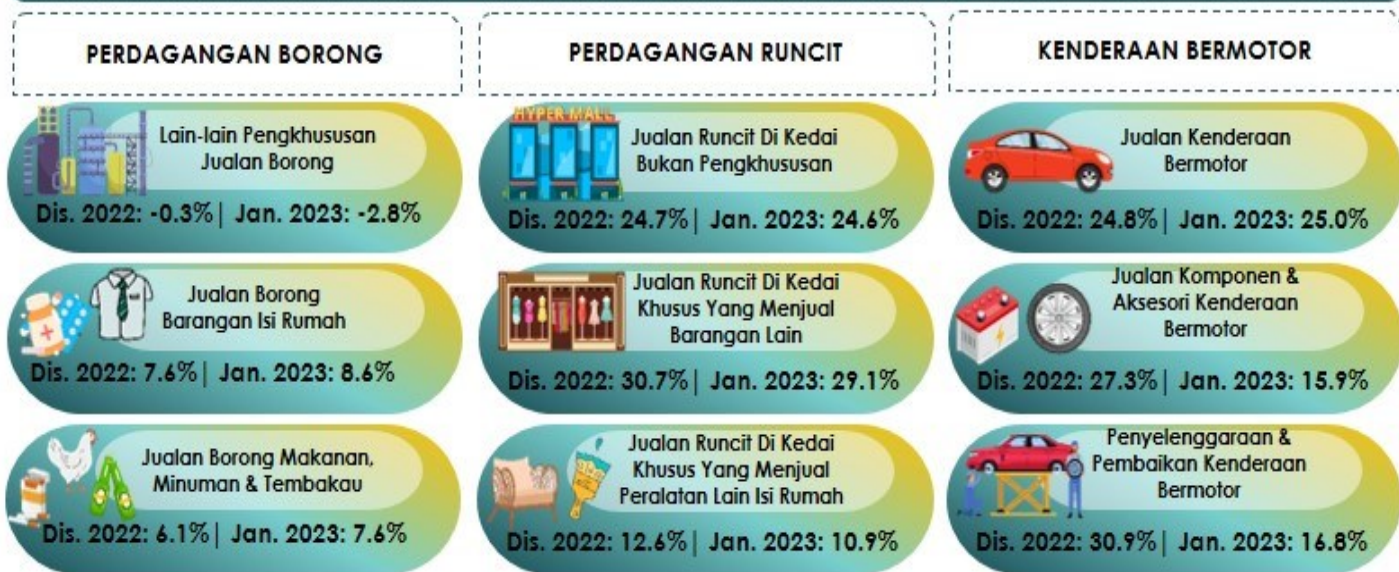 PERDAGANGAN BORONG
Lain-lain Pengkhususan
Jualan Borong
Dis. 2022: -0.3%| Jan. 2023: -2.8%
Jualan Borong
Barangan Isi Rumah
Dis. 2022: 7.6%| Jan. 2023: 8.6%
Jualan Borong Makanan,
Minuman & Tembakau
Dis. 2022: 6.1%| Jan. 2023: 7.6%
PERDAGANGAN RUNCIT
HYPER MALL
Jualan Runcit Di Kedai
Bukan Pengkhususan
Dis. 2022: 24.7%| Jan. 2023: 24.6%
Jualan Runcit Di Kedai
Khusus Yang Menjual
Barangan Lain
Dis. 2022: 30.7%| Jan. 2023: 29.1%
Jualan Runcit Di Kedai
Khusus Yang Menjual
Peralatan Lain Isi Rumah
Dis. 2022: 12.6%| Jan. 2023: 10.9%
KENDERAAN BERMOTOR
Jualan Kenderaan
Bermotor
Dis. 2022: 24.8%| Jan. 2023: 25.0%
Jualan Komponen &
Aksesori Kenderaan
Bermotor
Dis. 2022: 27.3%| Jan. 2023: 15.9%
Penyelenggaraan &
Pembaikan Kenderaan
Bermotor
Dis. 2022: 30.9%| Jan. 2023: 16.8%